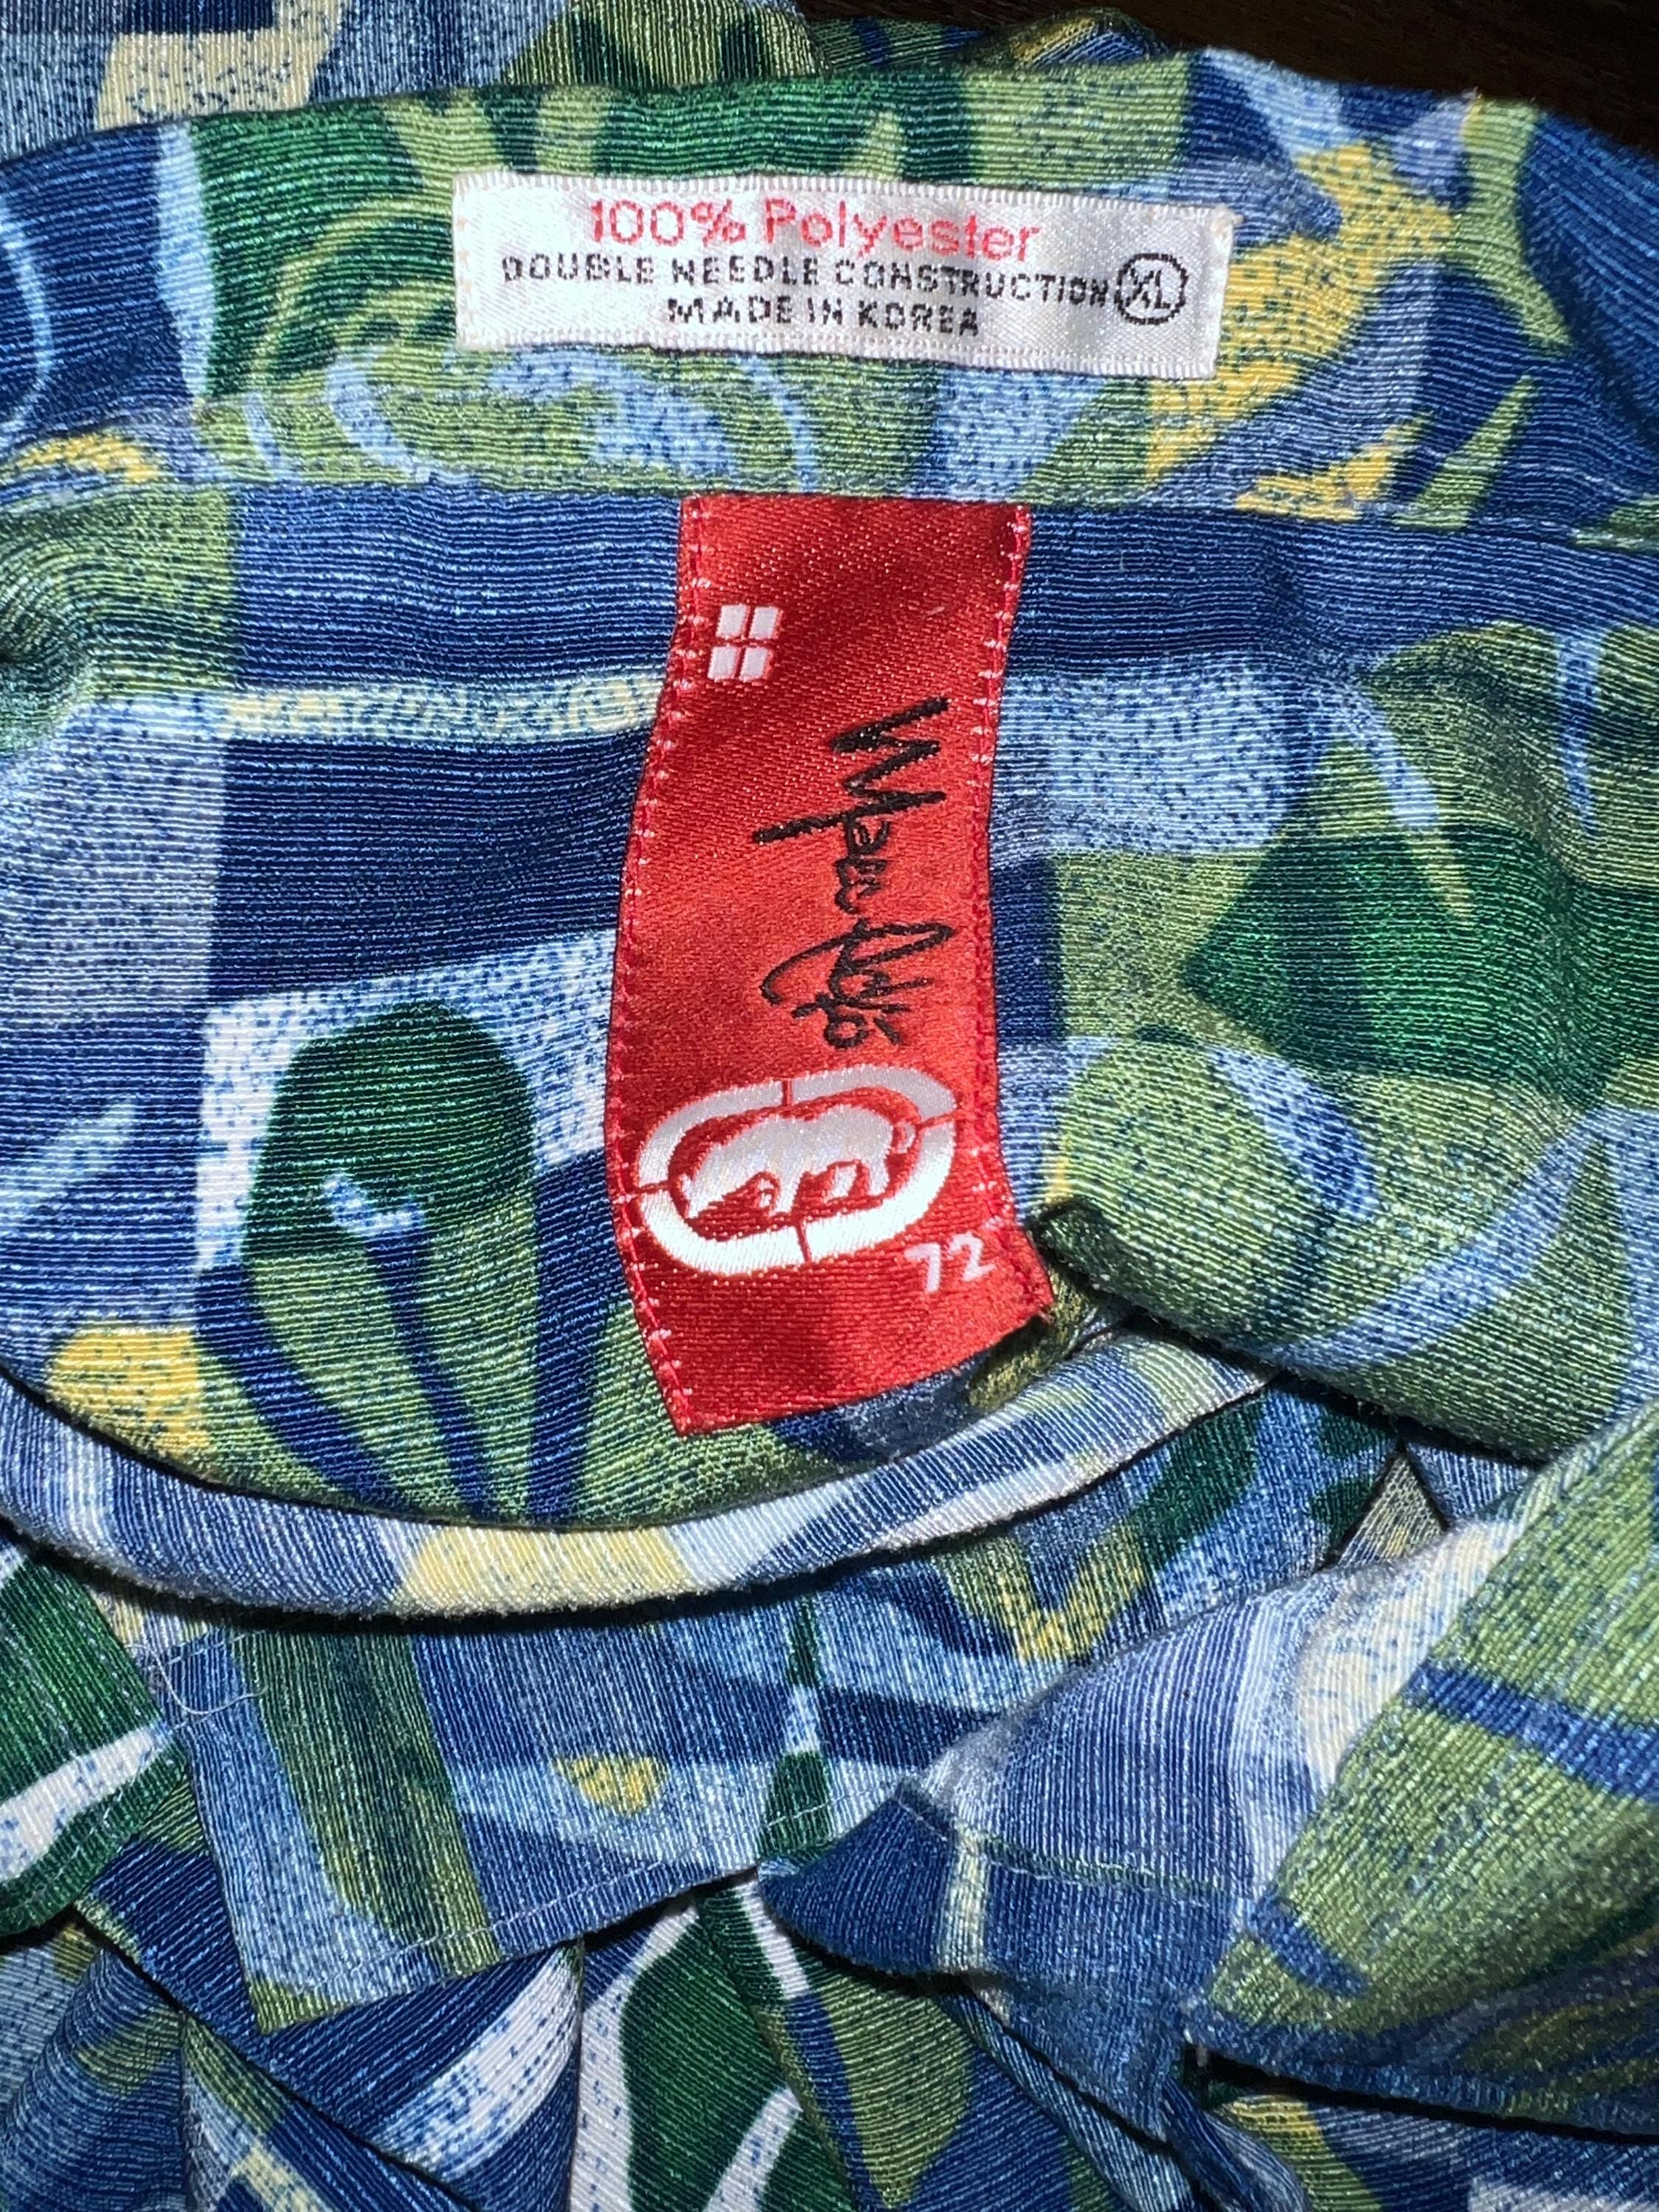 100% Polyester
DOUBLE NEEDLE CONSTRUCTION XL
MADE IN KOREA
72